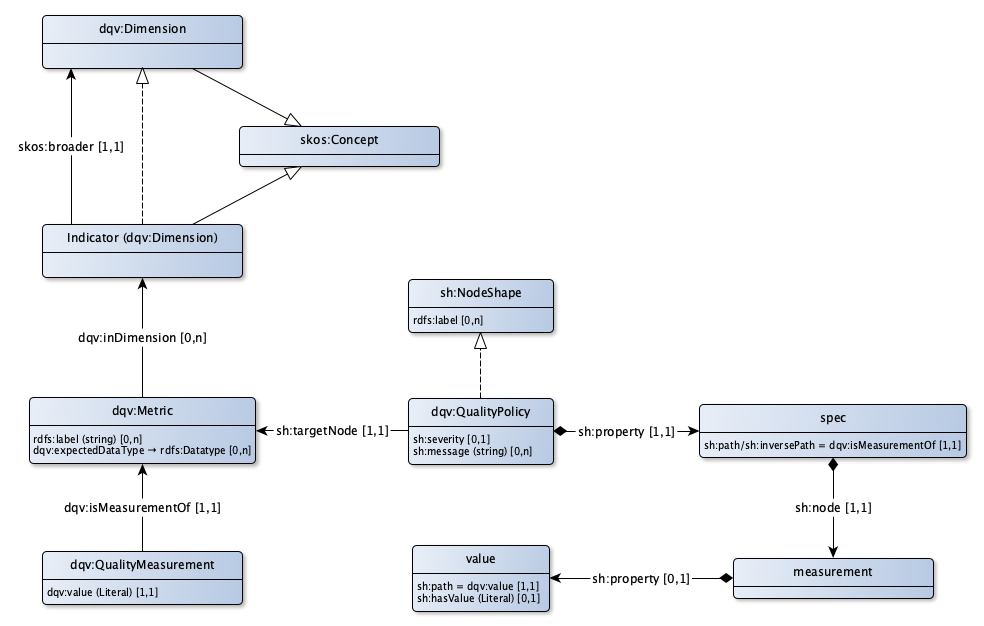 dqv:Dimension
skos:broader [1,1]
skos:Concept
Indicator (dqv:Dimension)
dqv:inDimension [0,n]
sh:NodeShape
rdfs:label [0,n]
dqv:Metric
rdfs:label (string) [0,n]
dqv:expectedDataType → rdfs:Datatype [0,n]
sh:targetNode [1,1]
dqv:QualityPolicy
sh:severity [0,1]
sh:message (string) [0,n]
sh:property [1,1]
spec
sh:path/sh:inversePath = dqv:isMeasurementOf [1,1]
dqv:isMeasurementOf [1,1]
sh:node [1,1]
dqv:QualityMeasurement
dqv:value (Literal) [1,1]
value
sh:path = dqv:value [1,1]
sh:hasValue (Literal) [0,1]
sh:property [0,1]
measurement